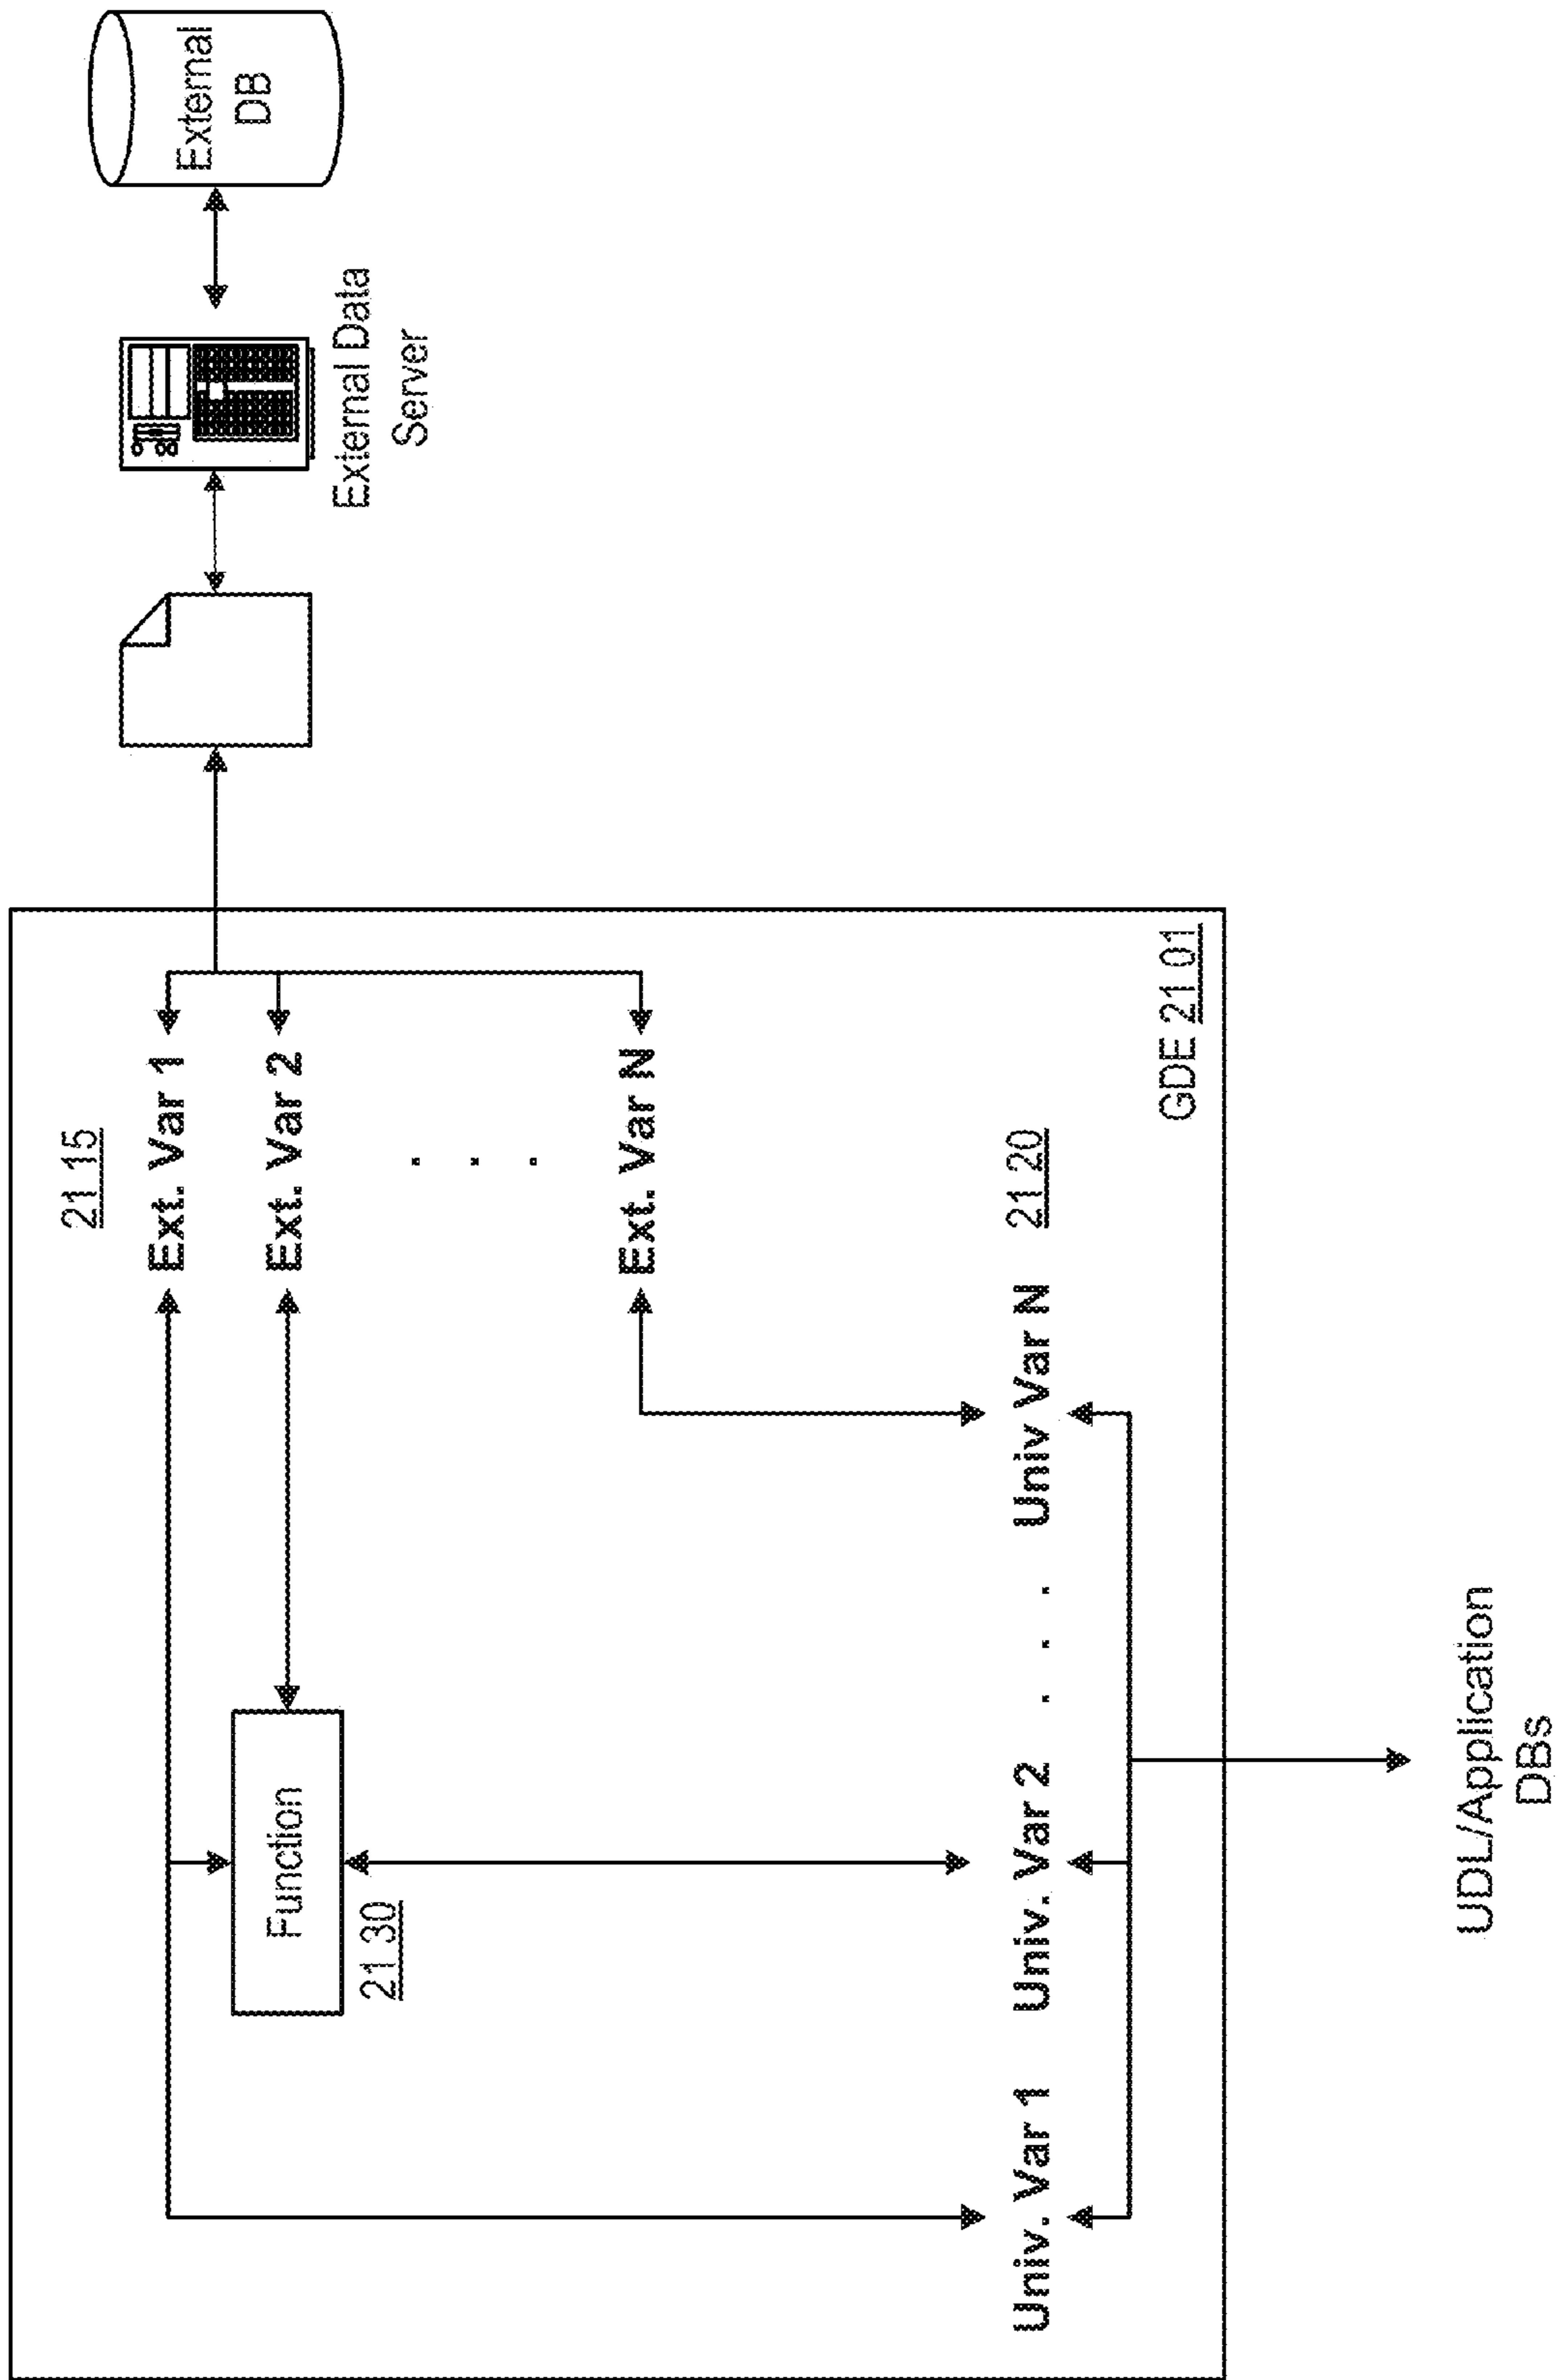 21 15
Ext. Var 1
Function
21 30
Ext. Var 2
. . .
Ext. Var N
Univ. Var 1 Univ. Var 2 . . . Univ Var N
21 20
GDE 21 01
External Data
Server
External
DB
UDL/Application
DBs